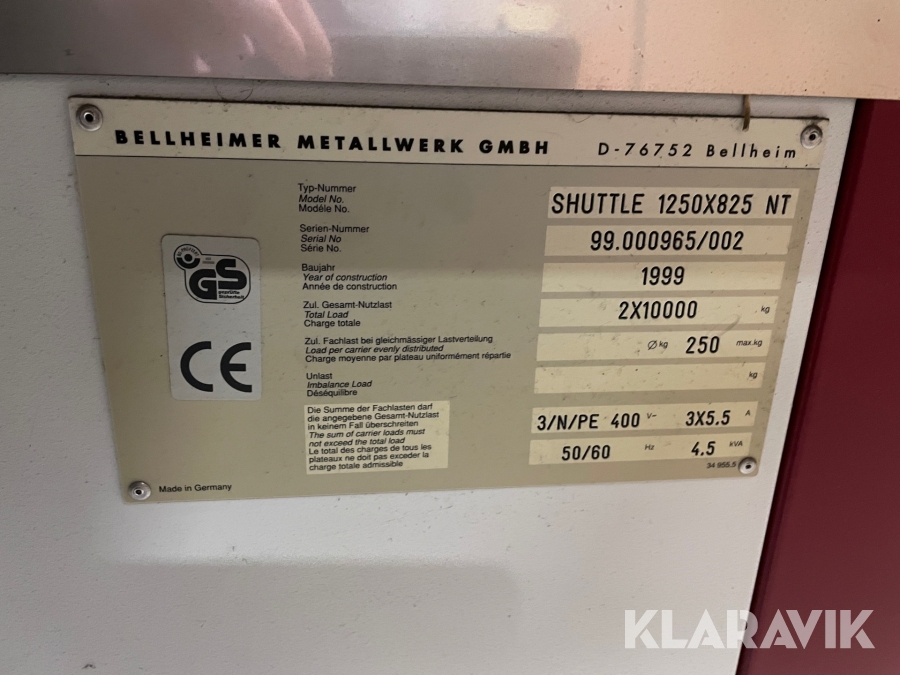 BELLHEIMER METALLWERK GMBH D-76752 Bellheim
Typ-Nummer
Model No.
Modèle No.
SHUTTLE 1250X825 NT
Serien-Nummer
Serial No
Série No.
99.000965/002
Baujahr
Year of construction
Année de construction
1999
Zul. Gesamt-Nutzlast
Total Load
Charge totale
2X10000 kg
Zul. Fachlast bei gleichmässiger Lastverteilung
Load per carrier evenly distributed
Charge moyenne par plateau uniformément répartie
Ø kg 250 max.kg
Unlast
Imbalance Load
Déséquilibre
kg
Die Summe der Fachlasten darf
die angegebene Gesamt-Nutzlast
in keinem Fall überschreiten
The sum of carrier loads must
not exceed the total load
Le total des charges de tous les
plateaux ne doit pas exceder la
charge totale admissible
3/N/PE 400 V~ 3X5.5 A
50/60 Hz 4.5 kVA
34 955.5
GS
geprüfte
Sicherheit
CE
Made in Germany
KLARAVIK